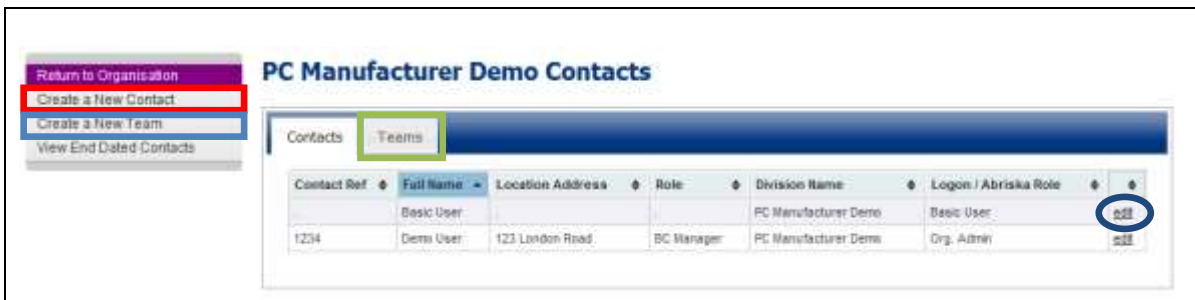 Return to Organisation
Create a New Contact
Create a New Team
View End Dated Contacts
PC Manufacturer Demo Contacts
Contacts Teams
Contact Ref Full Name Location Address Role Division Name Logon / Abriska Role
Basic User PC Manufacturer Demo Basic User edit
1234 Demo User 123 London Road BC Manager PC Manufacturer Demo Org. Admin edit